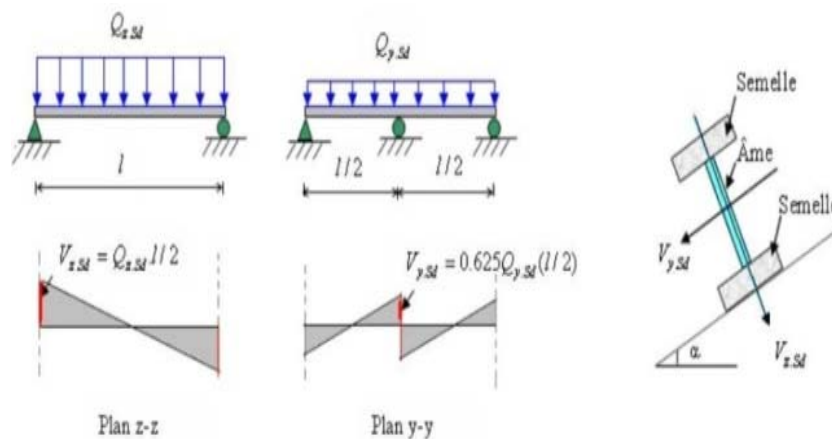 Q_z.Sd
Q_y.Sd
l
l/2
l/2
V_z.Sd = Q_z.Sd.l/2
V_y.Sd = 0.625Q_y.Sd(l/2)
Plan z-z
Plan y-y
Semelle
Âme
Semelle
V_y.Sd
V_z.Sd
α